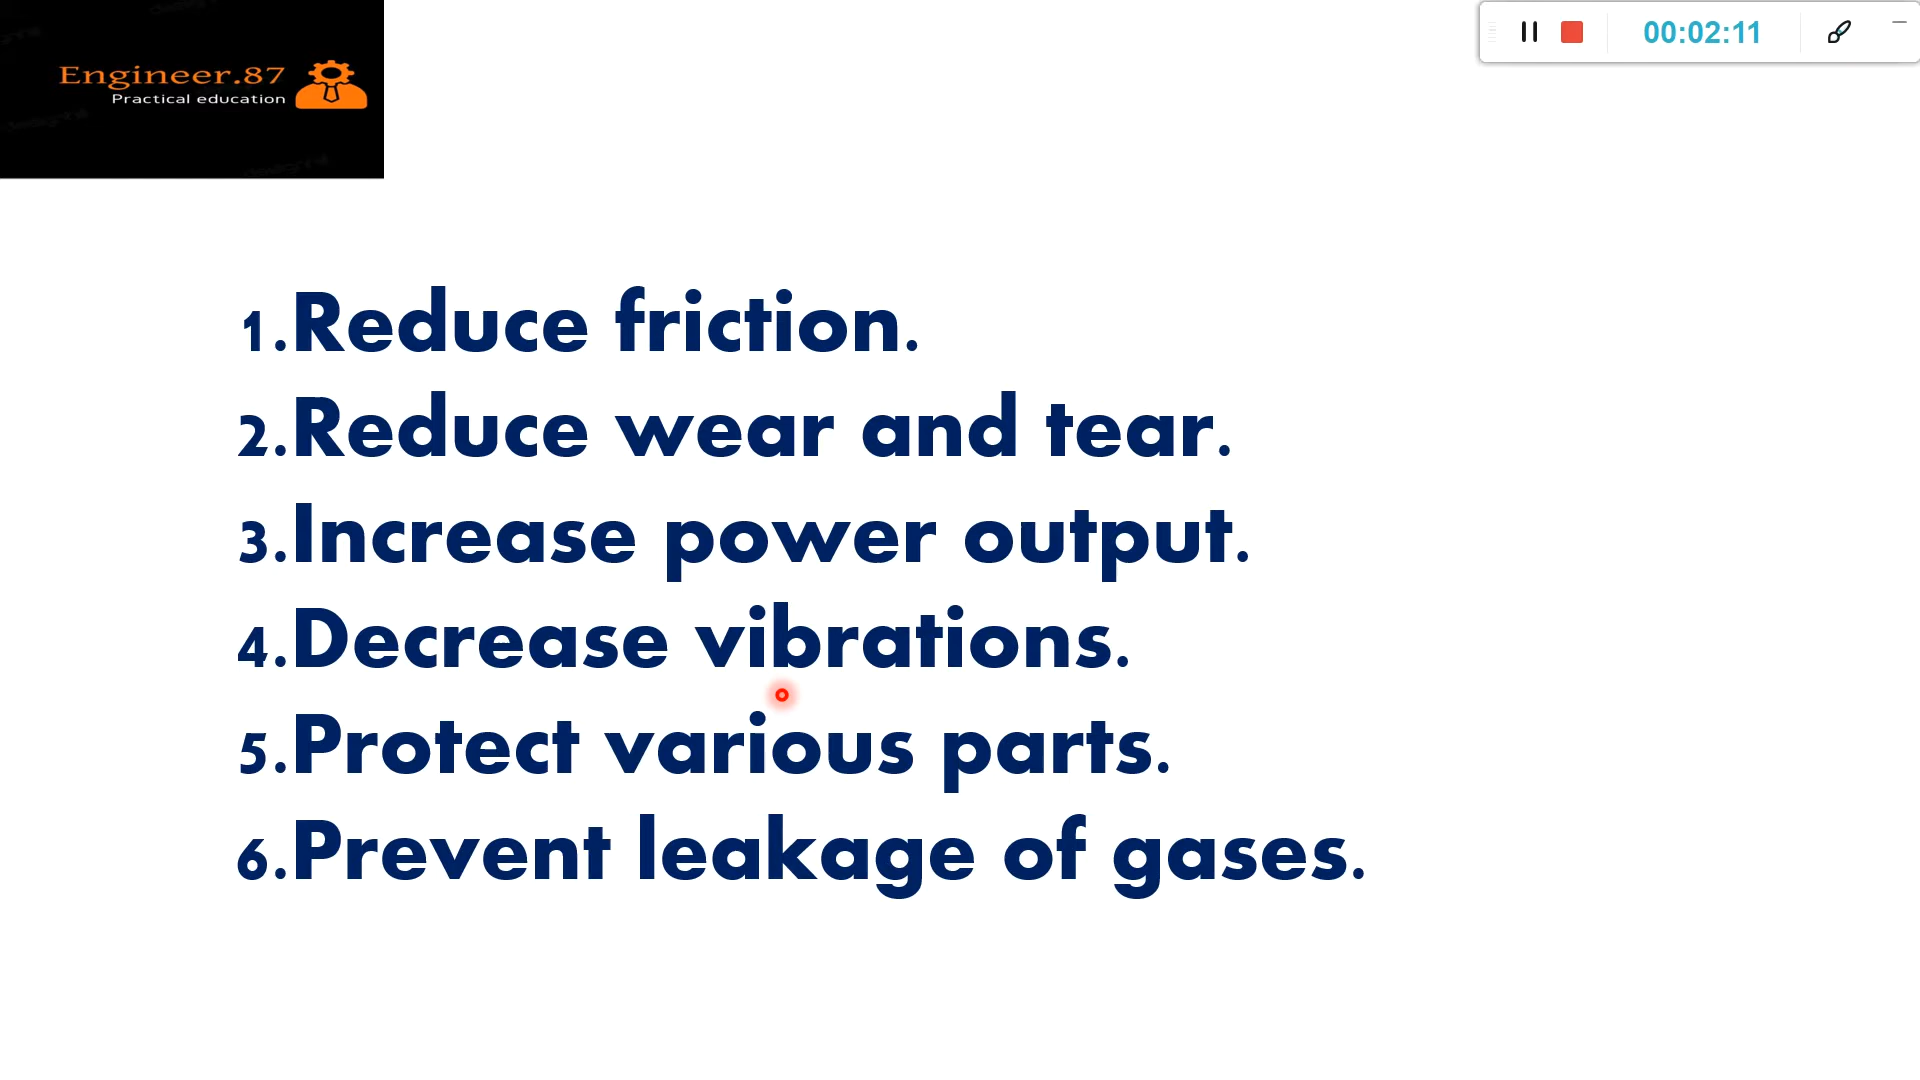 Engineer.87
Practical education
00:02:11
1.Reduce friction.
2.Reduce wear and tear.
3.Increase power output.
4.Decrease vibrations.
5.Protect various parts.
6.Prevent leakage of gases.